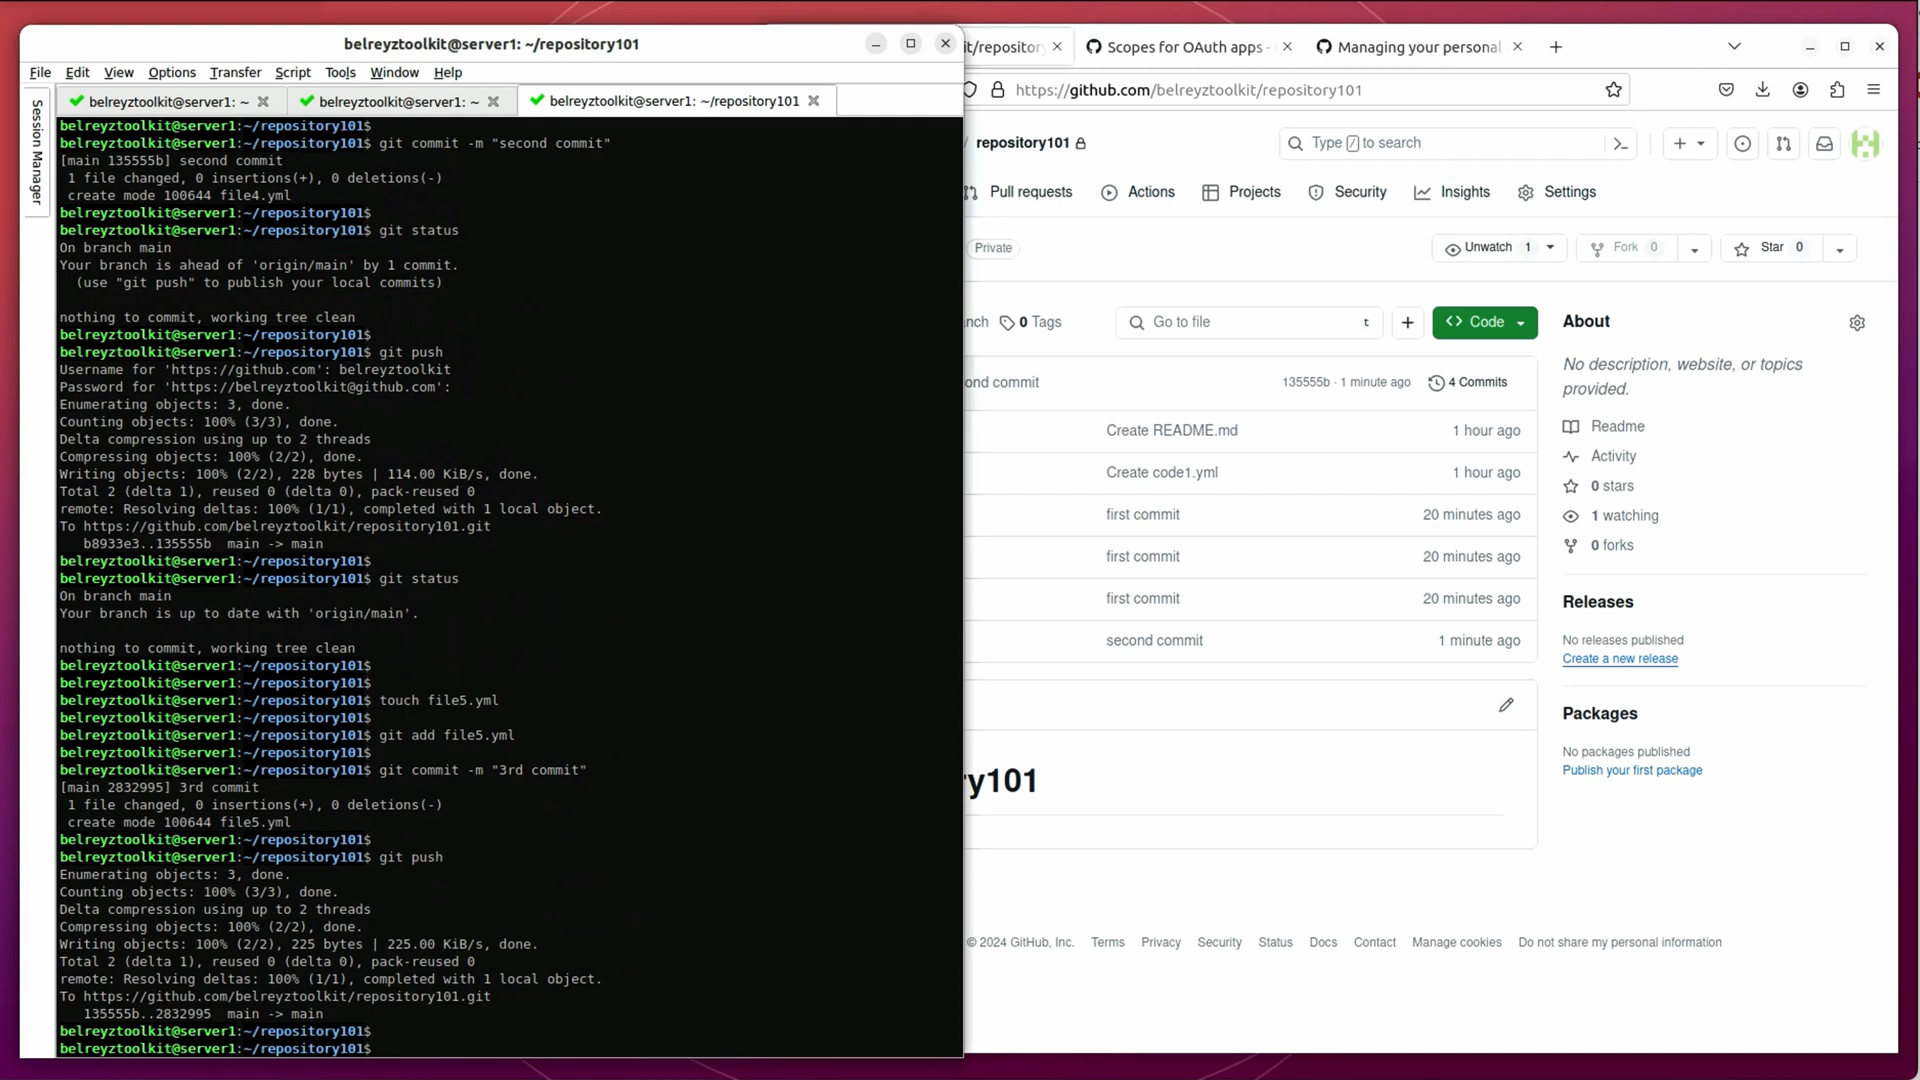 belreyztoolkit@server1: ~/repository101
File Edit View Options Transfer Script Tools Window Help
Session Manager
belreyztoolkit@server1: ~
belreyztoolkit@server1: ~
belreyztoolkit@server1: ~/repository101
belreyztoolkit@server1:~/repository101$
belreyztoolkit@server1:~/repository101$ git commit -m "second commit"
[main 135555b] second commit
1 file changed, 0 insertions(+), 0 deletions(-)
create mode 100644 file4.yml
belreyztoolkit@server1:~/repository101$
belreyztoolkit@server1:~/repository101$ git status
On branch main
Your branch is ahead of 'origin/main' by 1 commit.
(use "git push" to publish your local commits)
nothing to commit, working tree clean
belreyztoolkit@server1:~/repository101$
belreyztoolkit@server1:~/repository101$ git push
Username for 'https://github.com': belreyztoolkit
Password for 'https://belreyztoolkit@github.com':
Enumerating objects: 3, done.
Counting objects: 100% (3/3), done.
Delta compression using up to 2 threads
Compressing objects: 100% (2/2), done.
Writing objects: 100% (2/2), 228 bytes | 114.00 KiB/s, done.
Total 2 (delta 1), reused 0 (delta 0), pack-reused 0
remote: Resolving deltas: 100% (1/1), completed with 1 local object.
To https://github.com/belreyztoolkit/repository101.git
b8933e3..135555b main -> main
belreyztoolkit@server1:~/repository101$
belreyztoolkit@server1:~/repository101$ git status
On branch main
Your branch is up to date with 'origin/main'.
nothing to commit, working tree clean
belreyztoolkit@server1:~/repository101$
belreyztoolkit@server1:~/repository101$
belreyztoolkit@server1:~/repository101$ touch file5.yml
belreyztoolkit@server1:~/repository101$
belreyztoolkit@server1:~/repository101$ git add file5.yml
belreyztoolkit@server1:~/repository101$
belreyztoolkit@server1:~/repository101$ git commit -m "3rd commit"
[main 2832995] 3rd commit
1 file changed, 0 insertions(+), 0 deletions(-)
create mode 100644 file5.yml
belreyztoolkit@server1:~/repository101$
belreyztoolkit@server1:~/repository101$ git push
Enumerating objects: 3, done.
Counting objects: 100% (3/3), done.
Delta compression using up to 2 threads
Compressing objects: 100% (2/2), done.
Writing objects: 100% (2/2), 225 bytes | 225.00 KiB/s, done.
Total 2 (delta 1), reused 0 (delta 0), pack-reused 0
remote: Resolving deltas: 100% (1/1), completed with 1 local object.
To https://github.com/belreyztoolkit/repository101.git
135555b..2832995 main -> main
belreyztoolkit@server1:~/repository101$
belreyztoolkit@server1:~/repository101$
it/repository
Scopes for OAuth apps -
Managing your personal
https://github.com/belreyztoolkit/repository101
/ repository101
Type / to search
Pull requests Actions Projects Security Insights Settings
Private
Unwatch 1
Fork 0
Star 0
nch 0 Tags
Go to file t
Code
ond commit 135555b · 1 minute ago 4 Commits
Create README.md 1 hour ago
Create code1.yml 1 hour ago
first commit 20 minutes ago
first commit 20 minutes ago
first commit 20 minutes ago
second commit 1 minute ago
ry101
About
No description, website, or topics
provided.
Readme
Activity
0 stars
1 watching
0 forks
Releases
No releases published
Create a new release
Packages
No packages published
Publish your first package
© 2024 GitHub, Inc. Terms Privacy Security Status Docs Contact Manage cookies Do not share my personal information